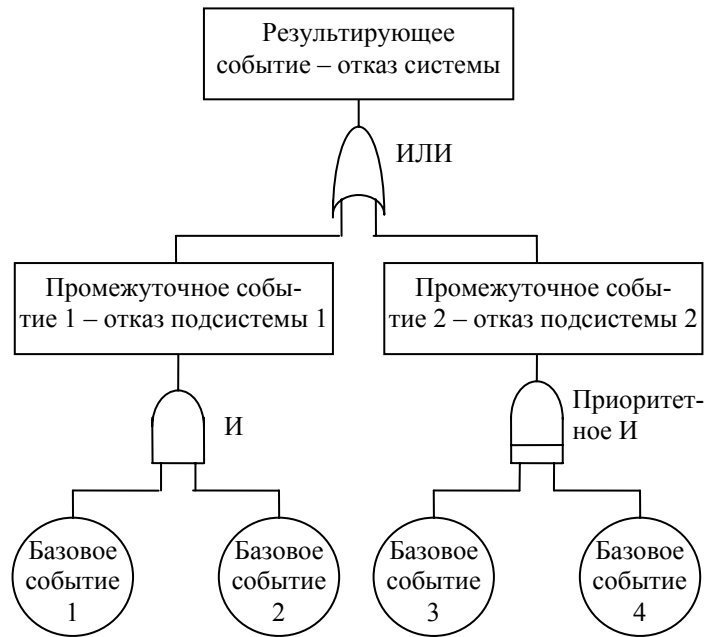 Результирующее
событие – отказ системы
ИЛИ
Промежуточное собы-
тие 1 – отказ подсистемы 1
Промежуточное собы-
тие 2 – отказ подсистемы 2
И
Приоритет-
ное И
Базовое
событие
1
Базовое
событие
2
Базовое
событие
3
Базовое
событие
4